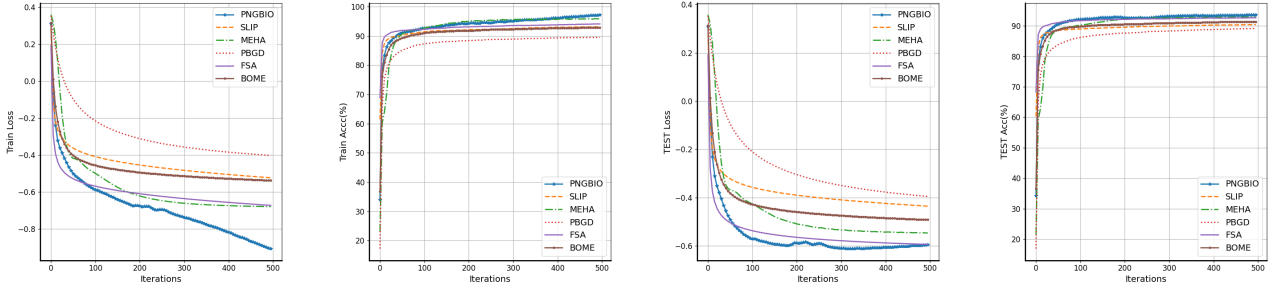 0.4
0.2
0.0
−0.2
−0.4
−0.6
−0.8
Train Loss
0
100
200
300
400
500
Iterations
PNGBIO
SLIP
MEHA
PBGD
FSA
BOME
100
90
80
70
60
50
40
30
20
Train Accc(%)
0
100
200
300
400
500
Iterations
PNGBIO
SLIP
MEHA
PBGD
FSA
BOME
0.4
0.2
0.0
−0.2
−0.4
−0.6
TEST Loss
0
100
200
300
400
500
Iterations
PNGBIO
SLIP
MEHA
PBGD
FSA
BOME
90
80
70
60
50
40
30
20
10
TEST Acc(%)
0
100
200
300
400
500
Iterations
PNGBIO
SLIP
MEHA
PBGD
FSA
BOME